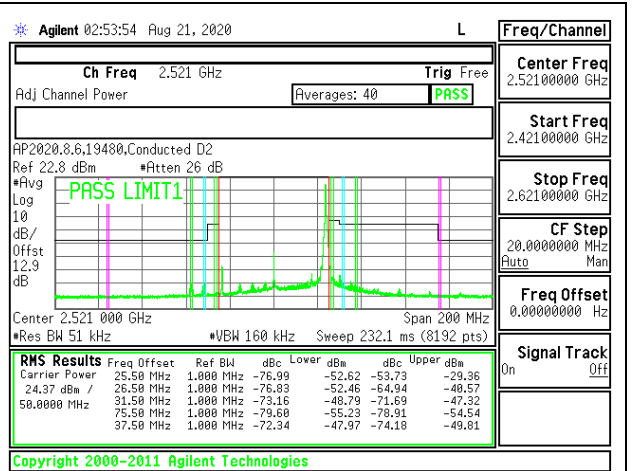 Agilent 02:53:54 Aug 21, 2020 L
Freq/Channel
Ch Freq 2.521 GHz Trig Free
Adj Channel Power Averages: 40 PASS
AP2020.8.6,19480,Conducted D2
Ref 22.8 dBm #Atten 26 dB
#Avg
Log
10
dB/
Offst
12.9
dB
PASS LIMIT1
Center 2.521 000 GHz Span 200 MHz
#Res BW 51 kHz #VBW 160 kHz Sweep 232.1 ms (8192 pts)
RMS Results Freq Offset Ref BW dBc Lower dBm dBc Upper dBm
Carrier Power 25.50 MHz 1.000 MHz -76.99 -52.62 -53.73 -29.36
24.37 dBm / 26.50 MHz 1.000 MHz -76.83 -52.46 -64.94 -40.57
50.0000 MHz 31.50 MHz 1.000 MHz -73.16 -48.79 -71.69 -47.32
75.50 MHz 1.000 MHz -79.60 -55.23 -78.91 -54.54
37.50 MHz 1.000 MHz -72.34 -47.97 -74.18 -49.81
Center Freq
2.52100000 GHz
Start Freq
2.42100000 GHz
Stop Freq
2.62100000 GHz
CF Step
20.0000000 MHz
Auto Man
Freq Offset
0.00000000 Hz
Signal Track
On Off
Copyright 2000-2011 Agilent Technologies